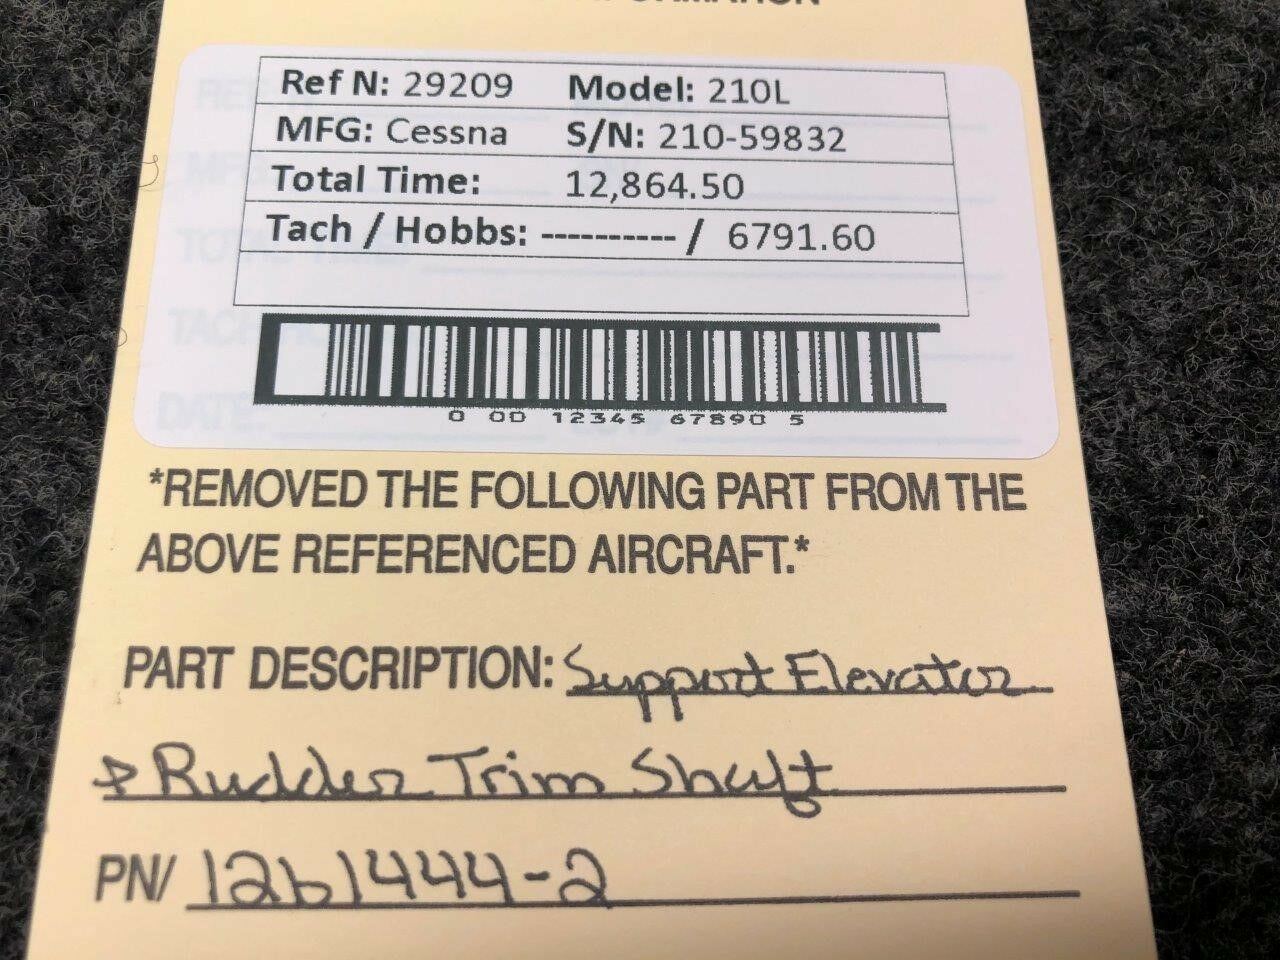 Ref N: 29209 Model: 210L
MFG: Cessna S/N: 210-59832
Total Time: 12,864.50
Tach / Hobbs: ---------- / 6791.60
0 00 12345 67890 5
*REMOVED THE FOLLOWING PART FROM THE
ABOVE REFERENCED AIRCRAFT.*
PART DESCRIPTION: Support Elevator
& Rudder Trim Shaft
PN/ 1261444-2